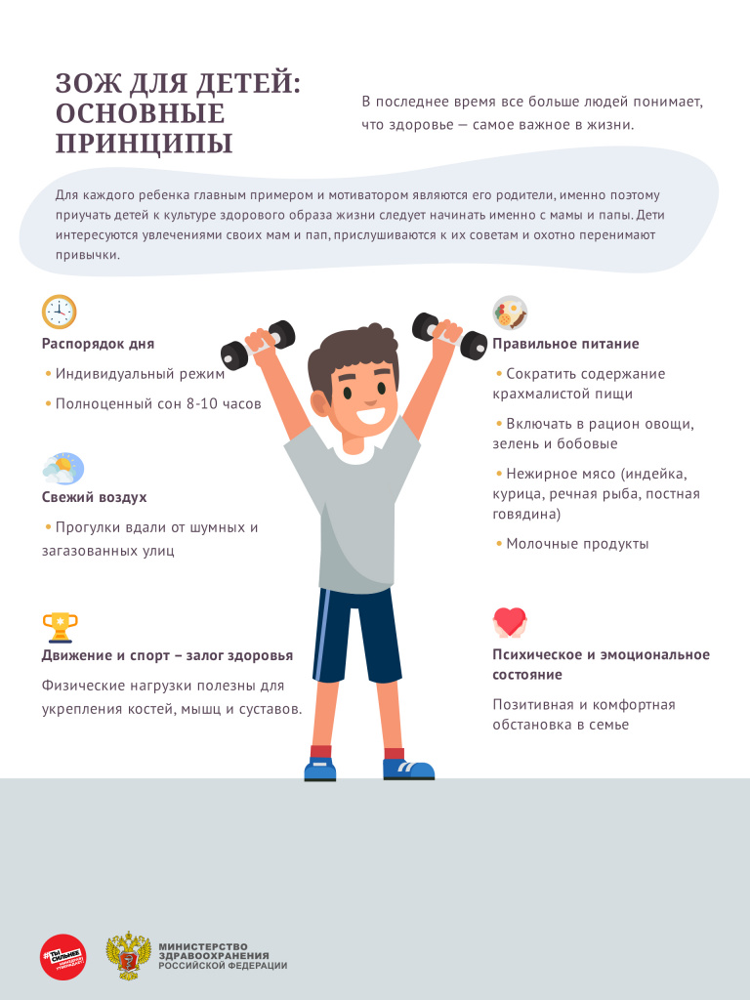 ЗОЖ ДЛЯ ДЕТЕЙ:
ОСНОВНЫЕ
ПРИНЦИПЫ
В последнее время все больше людей понимает,
что здоровье — самое важное в жизни.
Для каждого ребенка главным примером и мотиватором являются его родители, именно поэтому
приучать детей к культуре здорового образа жизни следует начинать именно с мамы и папы. Дети
интересуются увлечениями своих мам и пап, прислушиваются к их советам и охотно перенимают
привычки.
Распорядок дня
• Индивидуальный режим
• Полноценный сон 8-10 часов
Свежий воздух
• Прогулки вдали от шумных и
загазованных улиц
Движение и спорт – залог здоровья
Физические нагрузки полезны для
укрепления костей, мышц и суставов.
Правильное питание
• Сократить содержание
крахмалистой пищи
• Включать в рацион овощи,
зелень и бобовые
• Нежирное мясо (индейка,
курица, речная рыба, постная
говядина)
• Молочные продукты
Психическое и эмоциональное
состояние
Позитивная и комфортная
обстановка в семье
#ТЫ
СИЛЬНЕЕ
МИНЗДРАВ
УТВЕРЖДАЕТ
МИНИСТЕРСТВО
ЗДРАВООХРАНЕНИЯ
РОССИЙСКОЙ ФЕДЕРАЦИИ